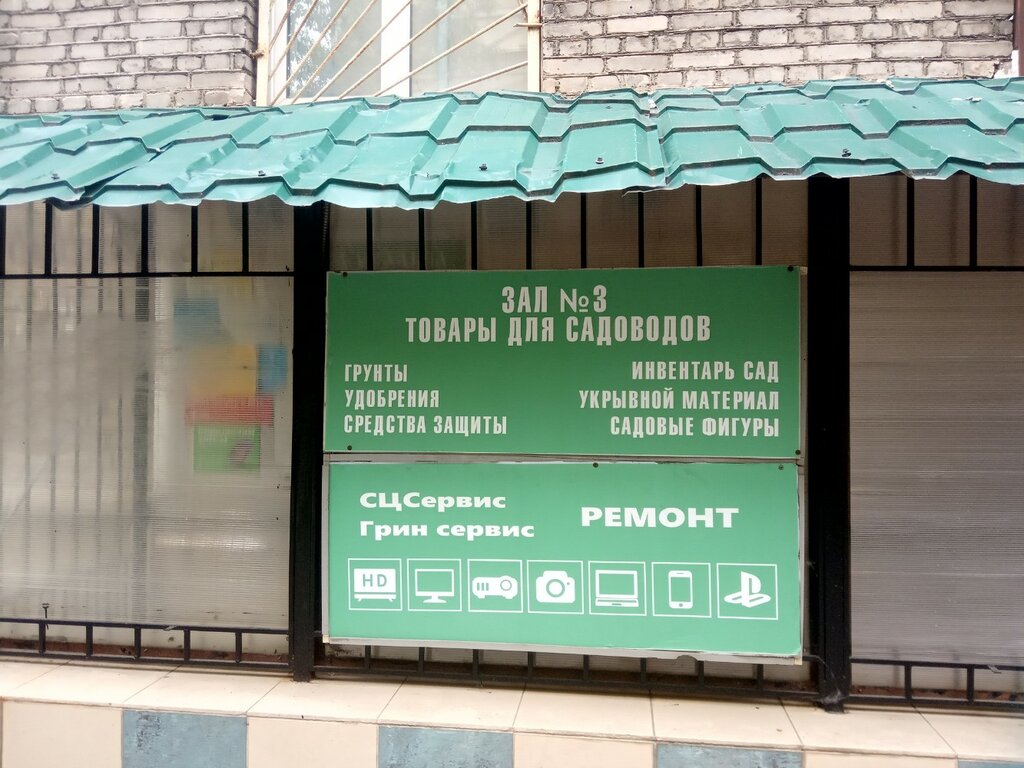 ЗАЛ №3
ТОВАРЫ ДЛЯ САДОВОДОВ
ГРУНТЫ
УДОБРЕНИЯ
СРЕДСТВА ЗАЩИТЫ
ИНВЕНТАРЬ САД
УКРЫВНОЙ МАТЕРИАЛ
САДОВЫЕ ФИГУРЫ
СЦСервис
Грин сервис
РЕМОНТ
HD